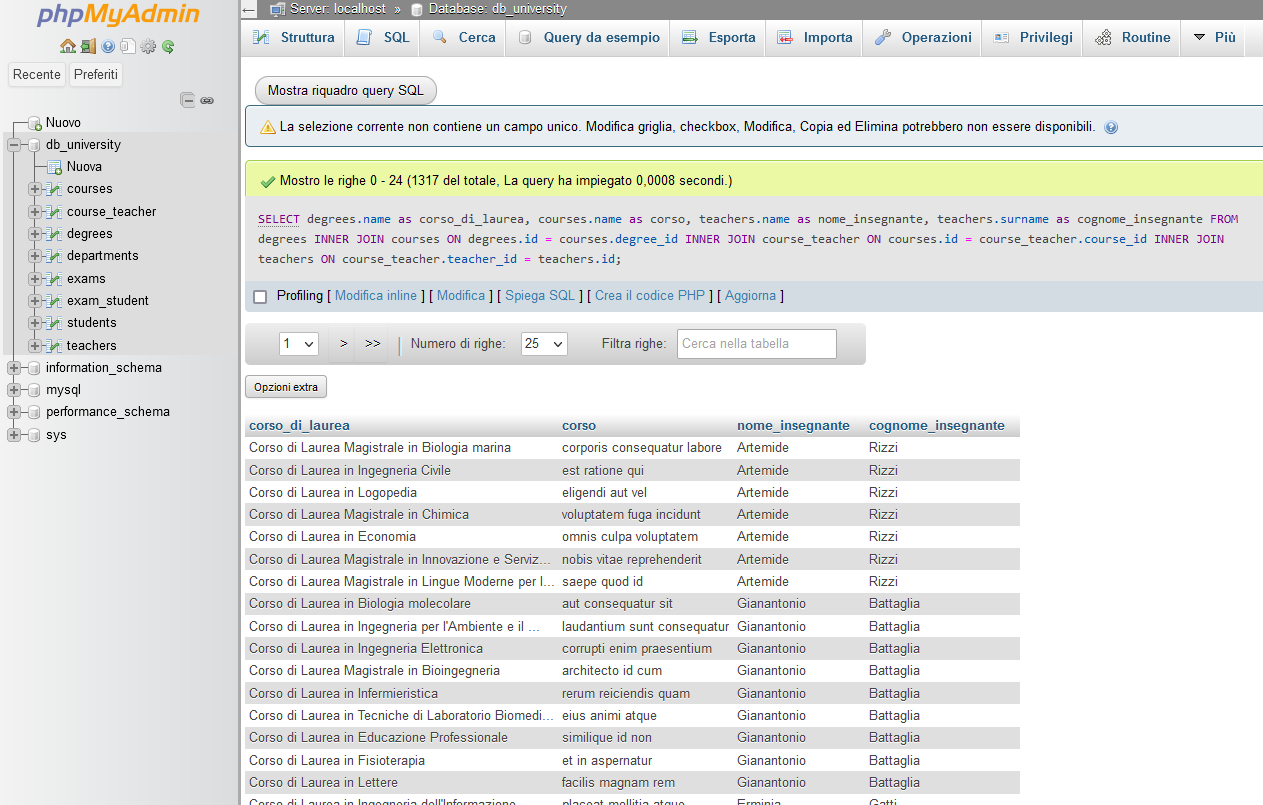 phpMyAdmin
Recente Preferiti
Nuovo
db_university
Nuova
courses
course_teacher
degrees
departments
exams
exam_student
students
teachers
information_schema
mysql
performance_schema
sys
Server: localhost » Database: db_university
Struttura SQL Cerca Query da esempio Esporta Importa Operazioni Privilegi Routine Più
Mostra riquadro query SQL
La selezione corrente non contiene un campo unico. Modifica griglia, checkbox, Modifica, Copia ed Elimina potrebbero non essere disponibili.
Mostro le righe 0 - 24 (1317 del totale, La query ha impiegato 0,0008 secondi.)
SELECT degrees.name as corso_di_laurea, courses.name as corso, teachers.name as nome_insegnante, teachers.surname as cognome_insegnante FROM
degrees INNER JOIN courses ON degrees.id = courses.degree_id INNER JOIN course_teacher ON courses.id = course_teacher.course_id INNER JOIN
teachers ON course_teacher.teacher_id = teachers.id;
Profiling [ Modifica inline ] [ Modifica ] [ Spiega SQL ] [ Crea il codice PHP ] [ Aggiorna ]
1 > >> | Numero di righe: 25 Filtra righe: Cerca nella tabella
Opzioni extra
corso_di_laurea corso nome_insegnante cognome_insegnante
Corso di Laurea Magistrale in Biologia marina corporis consequatur labore Artemide Rizzi
Corso di Laurea in Ingegneria Civile est ratione qui Artemide Rizzi
Corso di Laurea in Logopedia eligendi aut vel Artemide Rizzi
Corso di Laurea Magistrale in Chimica voluptatem fuga incidunt Artemide Rizzi
Corso di Laurea in Economia omnis culpa voluptatem Artemide Rizzi
Corso di Laurea Magistrale in Innovazione e Serviz... nobis vitae reprehenderit Artemide Rizzi
Corso di Laurea Magistrale in Lingue Moderne per l... saepe quod id Artemide Rizzi
Corso di Laurea in Biologia molecolare aut consequatur sit Gianantonio Battaglia
Corso di Laurea in Ingegneria per l'Ambiente e il ... laudantium sunt consequatur Gianantonio Battaglia
Corso di Laurea in Ingegneria Elettronica corrupti enim praesentium Gianantonio Battaglia
Corso di Laurea Magistrale in Bioingegneria architecto id cum Gianantonio Battaglia
Corso di Laurea in Infermieristica rerum reiciendis quam Gianantonio Battaglia
Corso di Laurea in Tecniche di Laboratorio Biomedi... eius animi atque Gianantonio Battaglia
Corso di Laurea in Educazione Professionale similique id non Gianantonio Battaglia
Corso di Laurea in Fisioterapia et in aspernatur Gianantonio Battaglia
Corso di Laurea in Lettere facilis magnam rem Gianantonio Battaglia
Corso di Laurea in Ingegneria dell'Informazione placeat mollitia atque Erminia Gatti